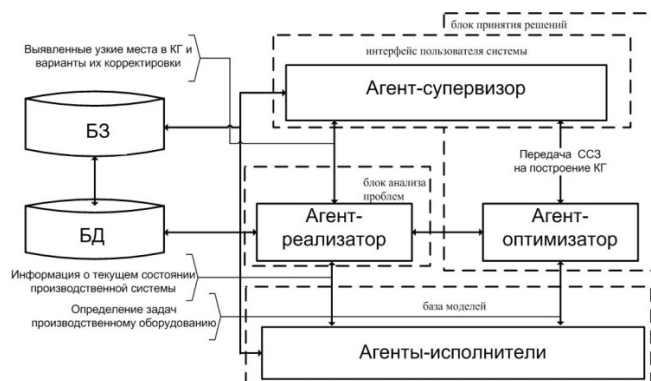 блок принятия решений
Выявленные узкие места в КГ и
варианты их корректировки
интерфейс пользователя системы
Агент-супервизор
БЗ
Передача ССЗ
на построение КГ
блок анализа
проблем
БД
Агент-
реализатор
Агент-
оптимизатор
Информация о текущем состоянии
производственной системы
Определение задач
производственному оборудованию
база моделей
Агенты-исполнители